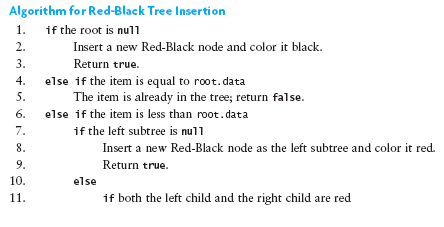 Algorithm for Red-Black Tree Insertion
1. if the root is null
2. Insert a new Red-Black node and color it black.
3. Return true.
4. else if the item is equal to root.data
5. The item is already in the tree; return false.
6. else if the item is less than root.data
7. if the left subtree is null
8. Insert a new Red-Black node as the left subtree and color it red.
9. Return true.
10. else
11. if both the left child and the right child are red